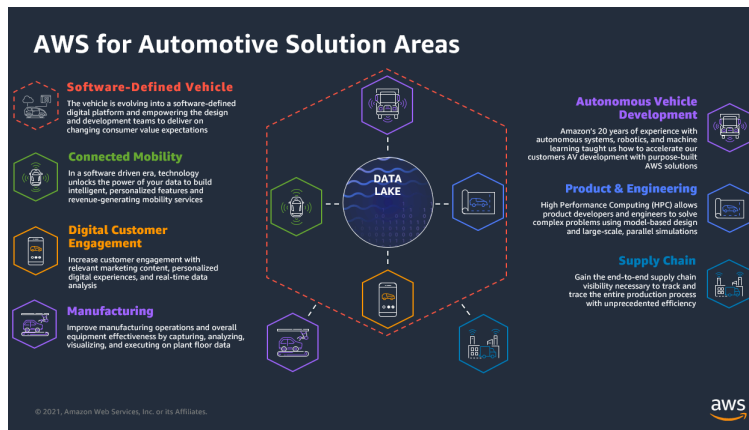 AWS for Automotive Solution Areas
Software-Defined Vehicle
The vehicle is evolving into a software-defined
digital platform and empowering the design
and development teams to deliver on
changing consumer value expectations
Connected Mobility
In a software driven era, technology
unlocks the power of your data to build
intelligent, personalized features and
revenue-generating mobility services
Digital Customer
Engagement
Increase customer engagement with
relevant marketing content, personalized
digital experiences, and real-time data
analysis
Manufacturing
Improve manufacturing operations and overall
equipment effectiveness by capturing, analyzing,
visualizing, and executing on plant floor data
DATA
LAKE
Autonomous Vehicle
Development
Amazon's 20 years of experience with
autonomous systems, robotics, and machine
learning taught us how to accelerate our
customers AV development with purpose-built
AWS solutions
Product & Engineering
High Performance Computing (HPC) allows
product developers and engineers to solve
complex problems using model-based design
and large-scale, parallel simulations
Supply Chain
Gain the end-to-end supply chain
visibility necessary to track and
trace the entire production process
with unprecedented efficiency
© 2021, Amazon Web Services, Inc. or its Affiliates.
aws